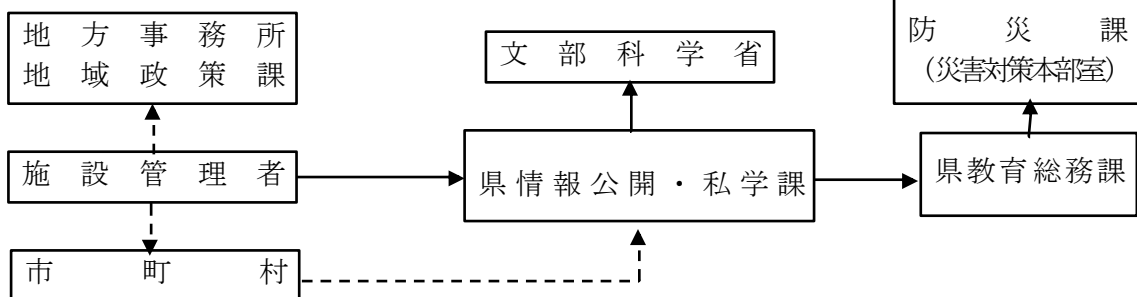 地方事務所
地域政策課
文部科学省
防災課
（災害対策本部室）
施設管理者
県情報公開・私学課
県教育総務課
市町村